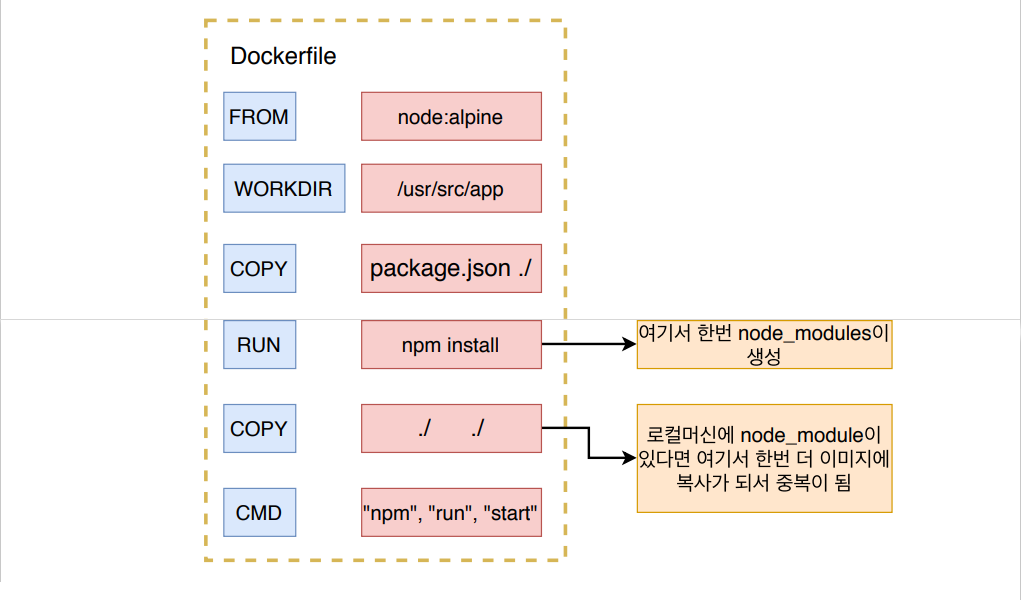 Dockerfile
FROM node:alpine
WORKDIR /usr/src/app
COPY package.json ./
RUN npm install
여기서 한번 node_modules이
생성
COPY ./ ./
로컬머신에 node_module이
있다면 여기서 한번 더 이미지에
복사가 되서 중복이 됨
CMD "npm", "run", "start"